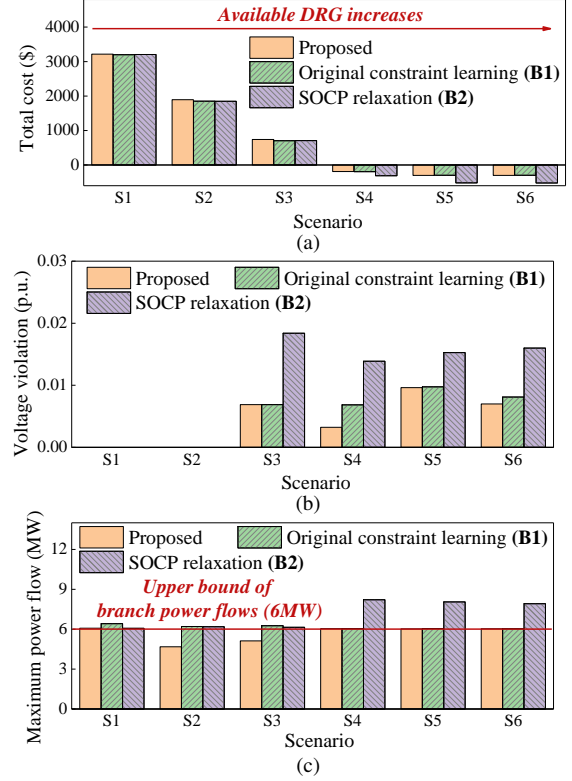 Available DRG increases
Proposed
Original constraint learning (B1)
SOCP relaxation (B2)
Total cost ($)
4000
3000
2000
1000
0
S1 S2 S3 S4 S5 S6
Scenario
(a)
Proposed Original constraint learning (B1)
SOCP relaxation (B2)
Voltage violation (p.u.)
0.03
0.02
0.01
0.00
S1 S2 S3 S4 S5 S6
Scenario
(b)
Proposed Original constraint learning (B1)
SOCP relaxation (B2)
Upper bound of
branch power flows (6MW)
Maximum power flow (MW)
12
9
6
3
0
S1 S2 S3 S4 S5 S6
Scenario
(c)